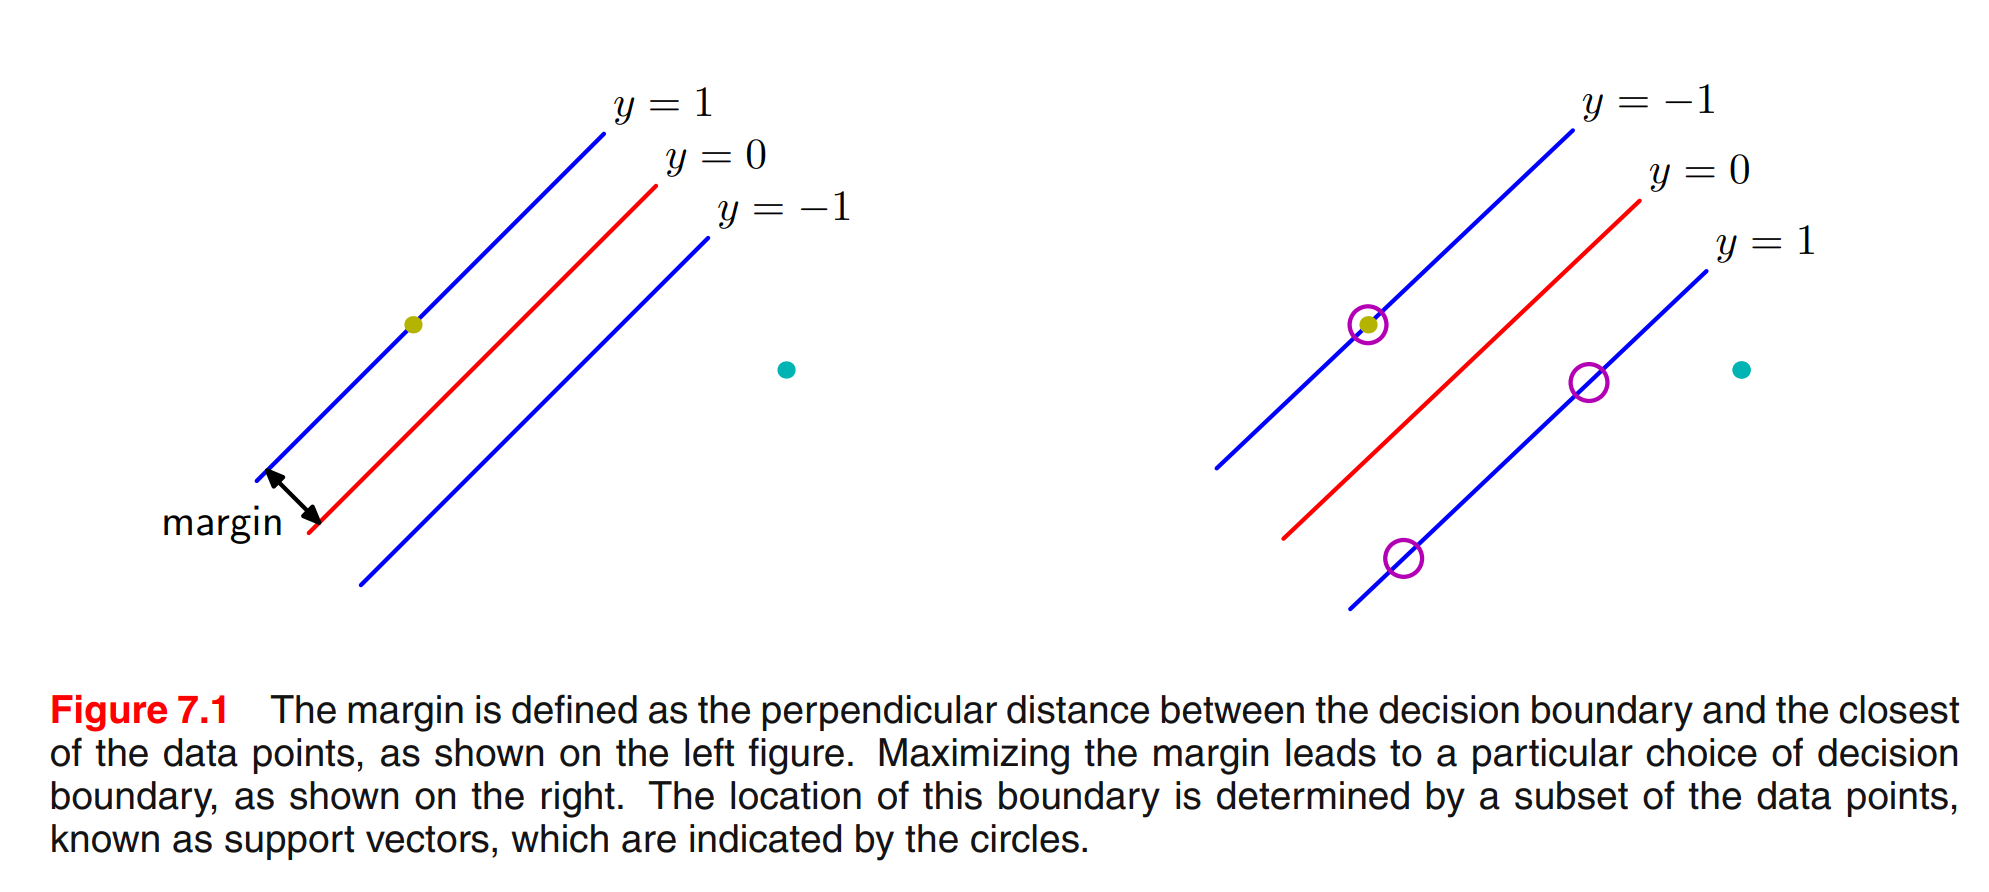 y = 1
y = 0
y = −1
margin
y = −1
y = 0
y = 1
Figure 7.1 The margin is defined as the perpendicular distance between the decision boundary and the closest
of the data points, as shown on the left figure. Maximizing the margin leads to a particular choice of decision
boundary, as shown on the right. The location of this boundary is determined by a subset of the data points,
known as support vectors, which are indicated by the circles.